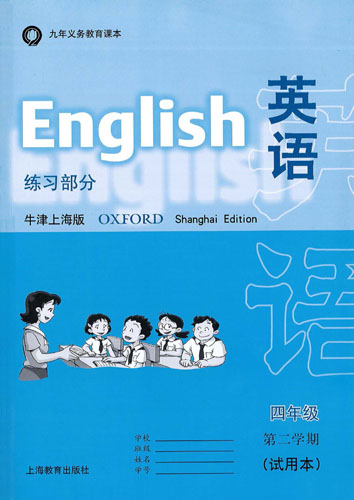 九年义务教育课本
English
英语
练习部分
牛津上海版 OXFORD Shanghai Edition
四年级
第二学期
(试用本)
学校
班级
姓名
学号
上海教育出版社